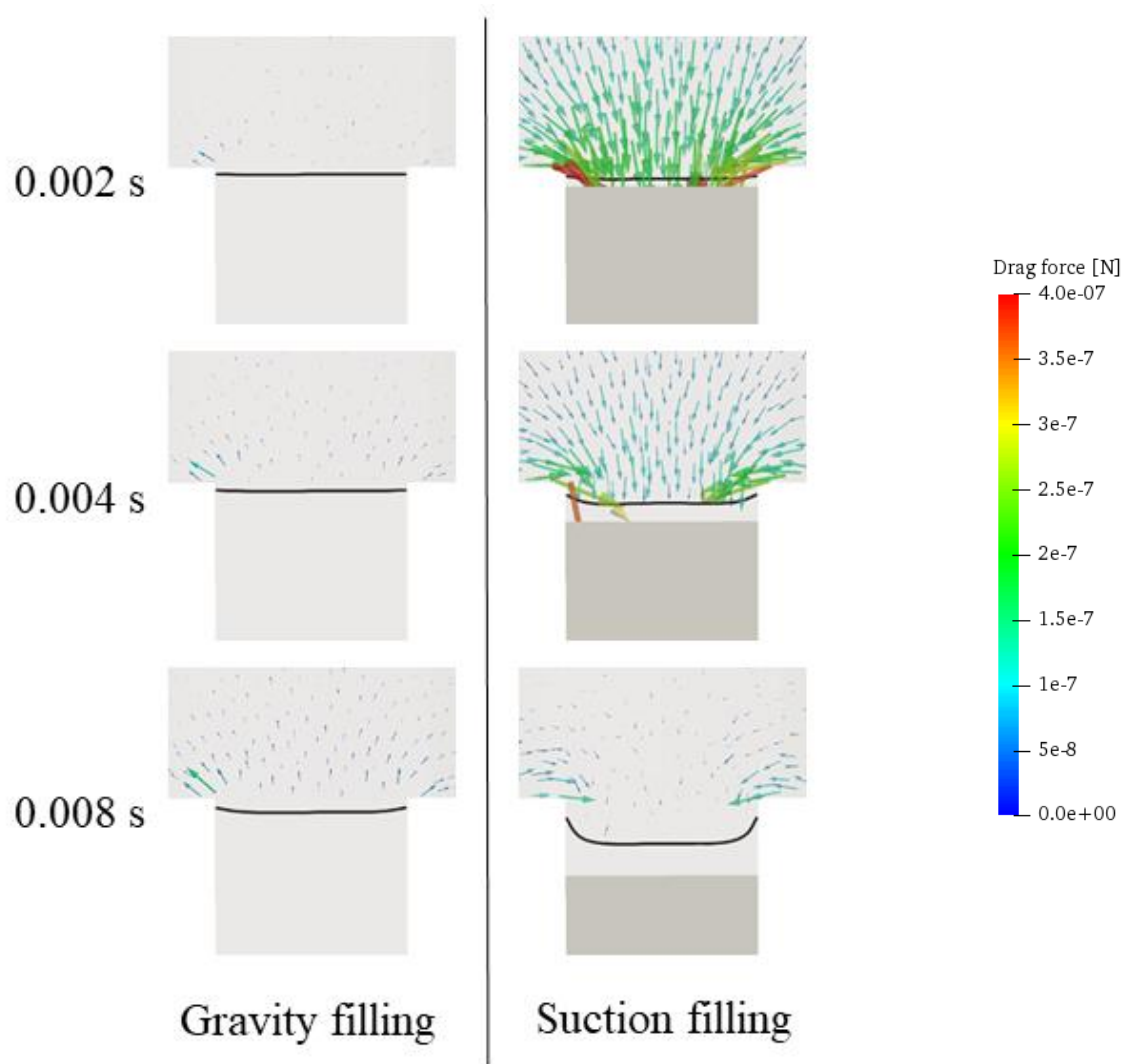 0.002 s
0.004 s
0.008 s
Gravity filling
Suction filling
Drag force [N]
4.0e-07
3.5e-7
3e-7
2.5e-7
2e-7
1.5e-7
1e-7
5e-8
0.0e+00